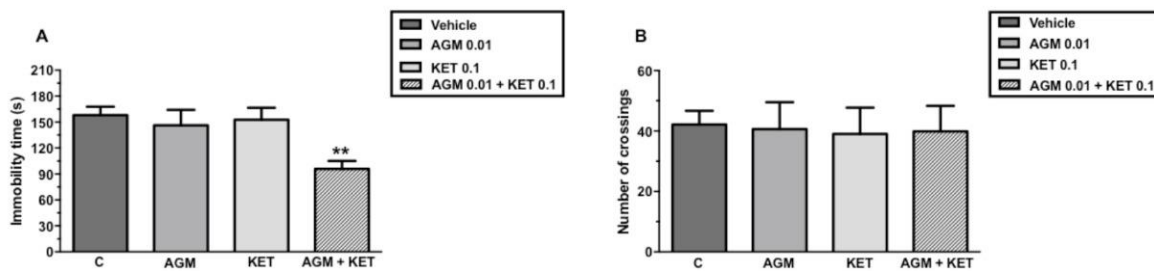 A
Vehicle
AGM 0.01
KET 0.1
AGM 0.01 + KET 0.1
Immobility time (s)
210
180
150
120
90
60
30
0
**
C AGM KET AGM + KET
B
Vehicle
AGM 0.01
KET 0.1
AGM 0.01 + KET 0.1
Number of crossings
60
40
20
0
C AGM KET AGM + KET